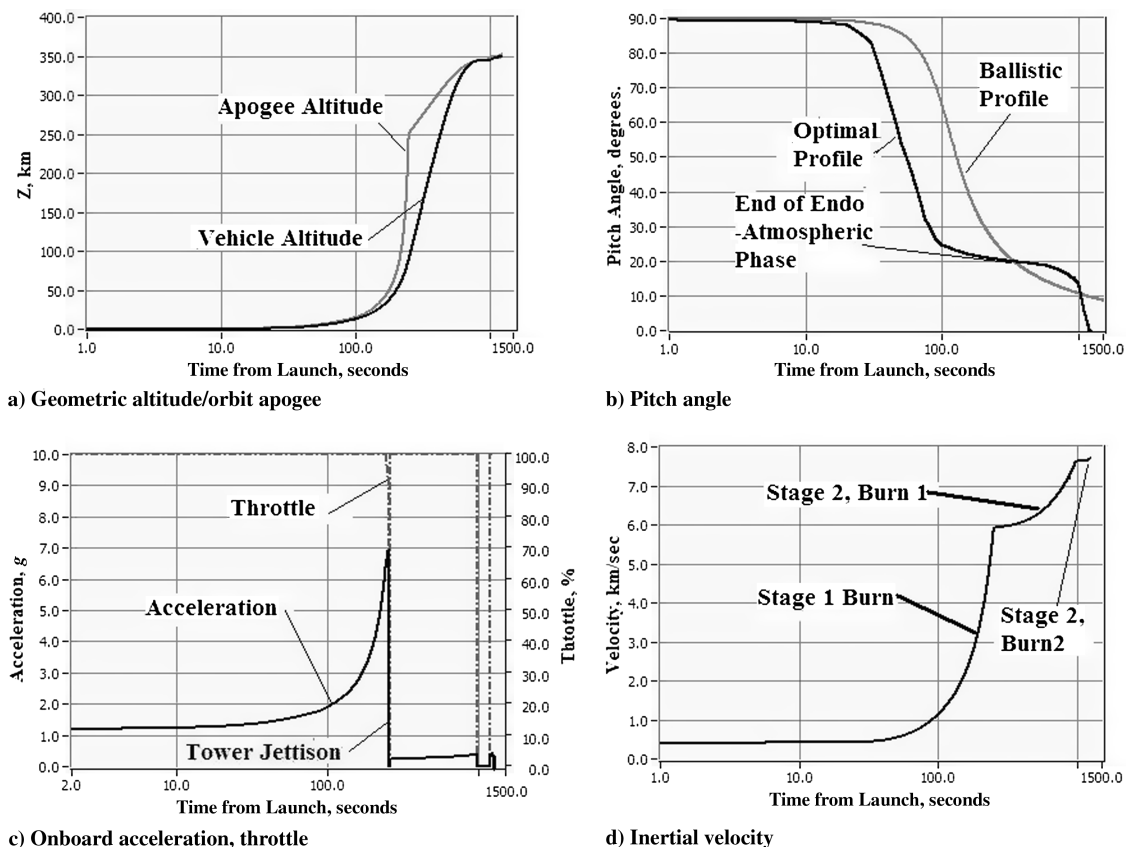 400.0
350.0
300.0
250.0
200.0
150.0
100.0
50.0
0.0
Z, km
Apogee Altitude
Vehicle Altitude
1.0 10.0 100.0 1500.0
Time from Launch, seconds
a) Geometric altitude/orbit apogee
90.0
80.0
70.0
60.0
50.0
40.0
30.0
20.0
10.0
0.0
Pitch Angle, degrees.
Ballistic
Profile
Optimal
Profile
End of Endo
-Atmospheric
Phase
1.0 10.0 100.0 1500.0
Time from Launch, seconds
b) Pitch angle
10.0
9.0
8.0
7.0
6.0
5.0
4.0
3.0
2.0
1.0
0.0
Acceleration, g
Throttle
Acceleration
Tower Jettison
100.0
90.0
80.0
70.0
60.0
50.0
40.0
30.0
20.0
10.0
0.0
Thtottle, %
2.0 10.0 100.0 1500.0
Time from Launch, seconds
c) Onboard acceleration, throttle
8.0
7.0
6.0
5.0
4.0
3.0
2.0
1.0
0.0
Velocity, km/sec
Stage 2, Burn 1
Stage 1 Burn
Stage 2,
Burn2
1.0 10.0 100.0 1500.0
Time from Launch, seconds
d) Inertial velocity